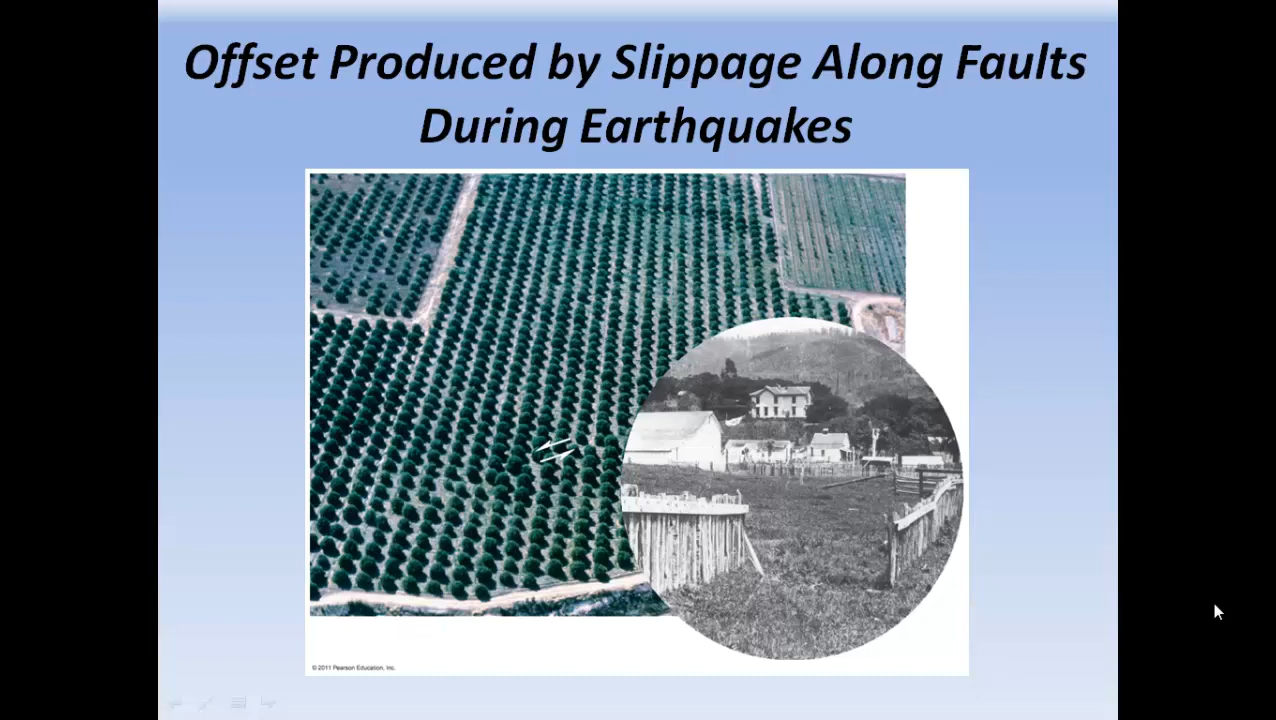 Offset Produced by Slippage Along Faults
During Earthquakes
© 2011 Pearson Education, Inc.